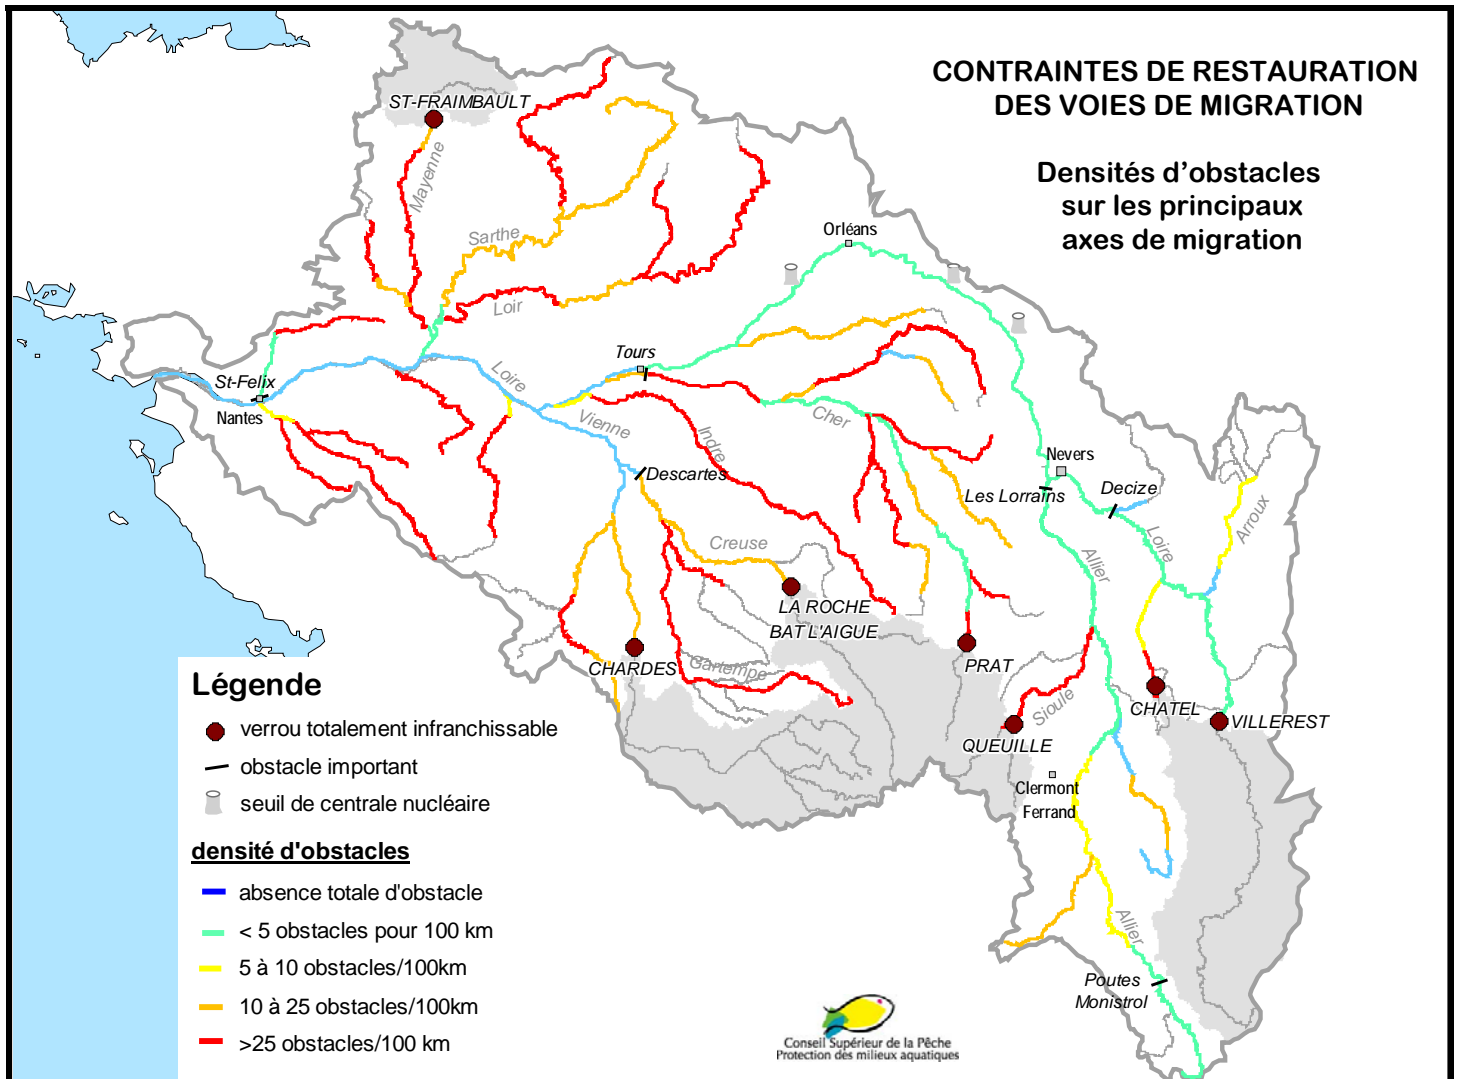 CONTRAINTES DE RESTAURATION
DES VOIES DE MIGRATION
Densités d'obstacles
sur les principaux
axes de migration
ST-FRAIMBAULT
Mayenne
Sarthe
Loir
Orléans
Tours
St-Felix
Nantes
Loire
Vienne
Indre
Cher
Descartes
Nevers
Les Lorrains
Decize
Arroux
Loire
Allier
Creuse
LA ROCHE
BAT L'AIGUE
CHARDES
Gartempe
PRAT
Sioule
QUEUILLE
CHATEL
VILLEREST
Clermont
Ferrand
Allier
Poutes
Monistrol
Légende
verrou totalement infranchissable
obstacle important
seuil de centrale nucléaire
densité d'obstacles
absence totale d'obstacle
< 5 obstacles pour 100 km
5 à 10 obstacles/100km
10 à 25 obstacles/100km
>25 obstacles/100 km
Conseil Supérieur de la Pêche
Protection des milieux aquatiques